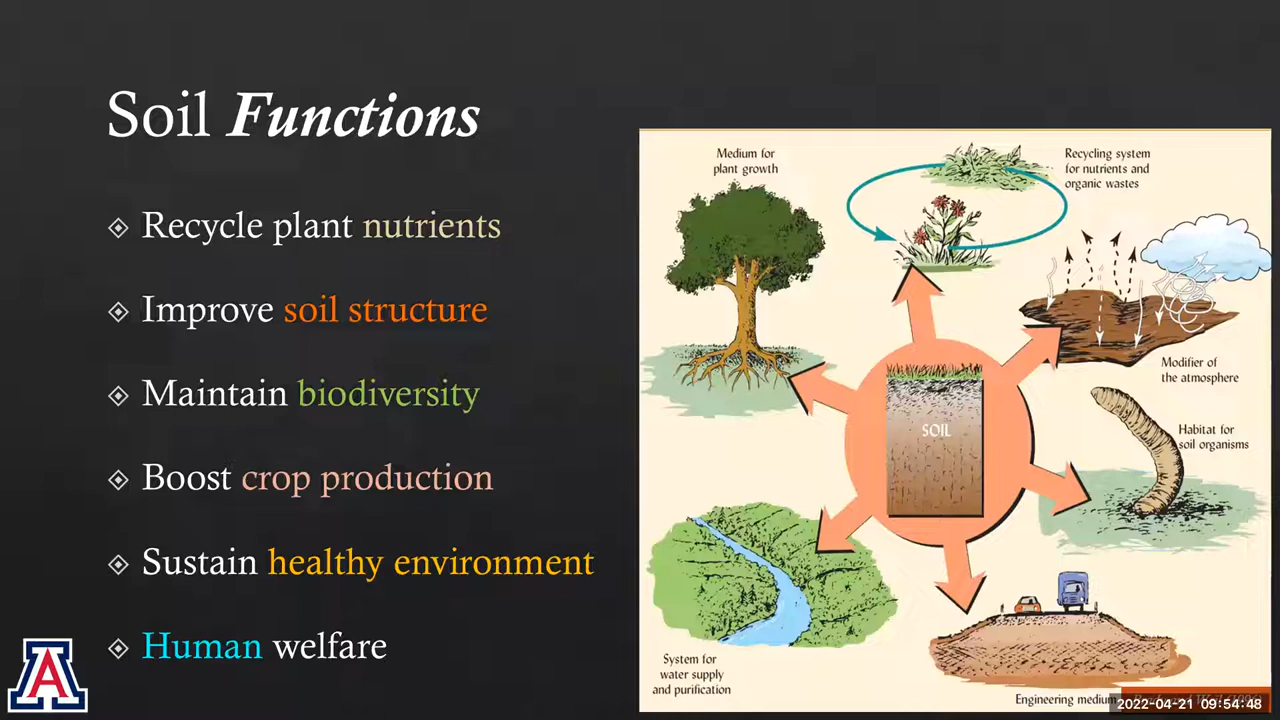 Soil Functions
Recycle plant nutrients
Improve soil structure
Maintain biodiversity
Boost crop production
Sustain healthy environment
Human welfare
A
Medium for
plant growth
Recycling system
for nutrients and
organic wastes
Modifier of
the atmosphere
Habitat for
soil organisms
SOIL
System for
water supply
and purification
Engineering medium
2022-04-21 09:54:48